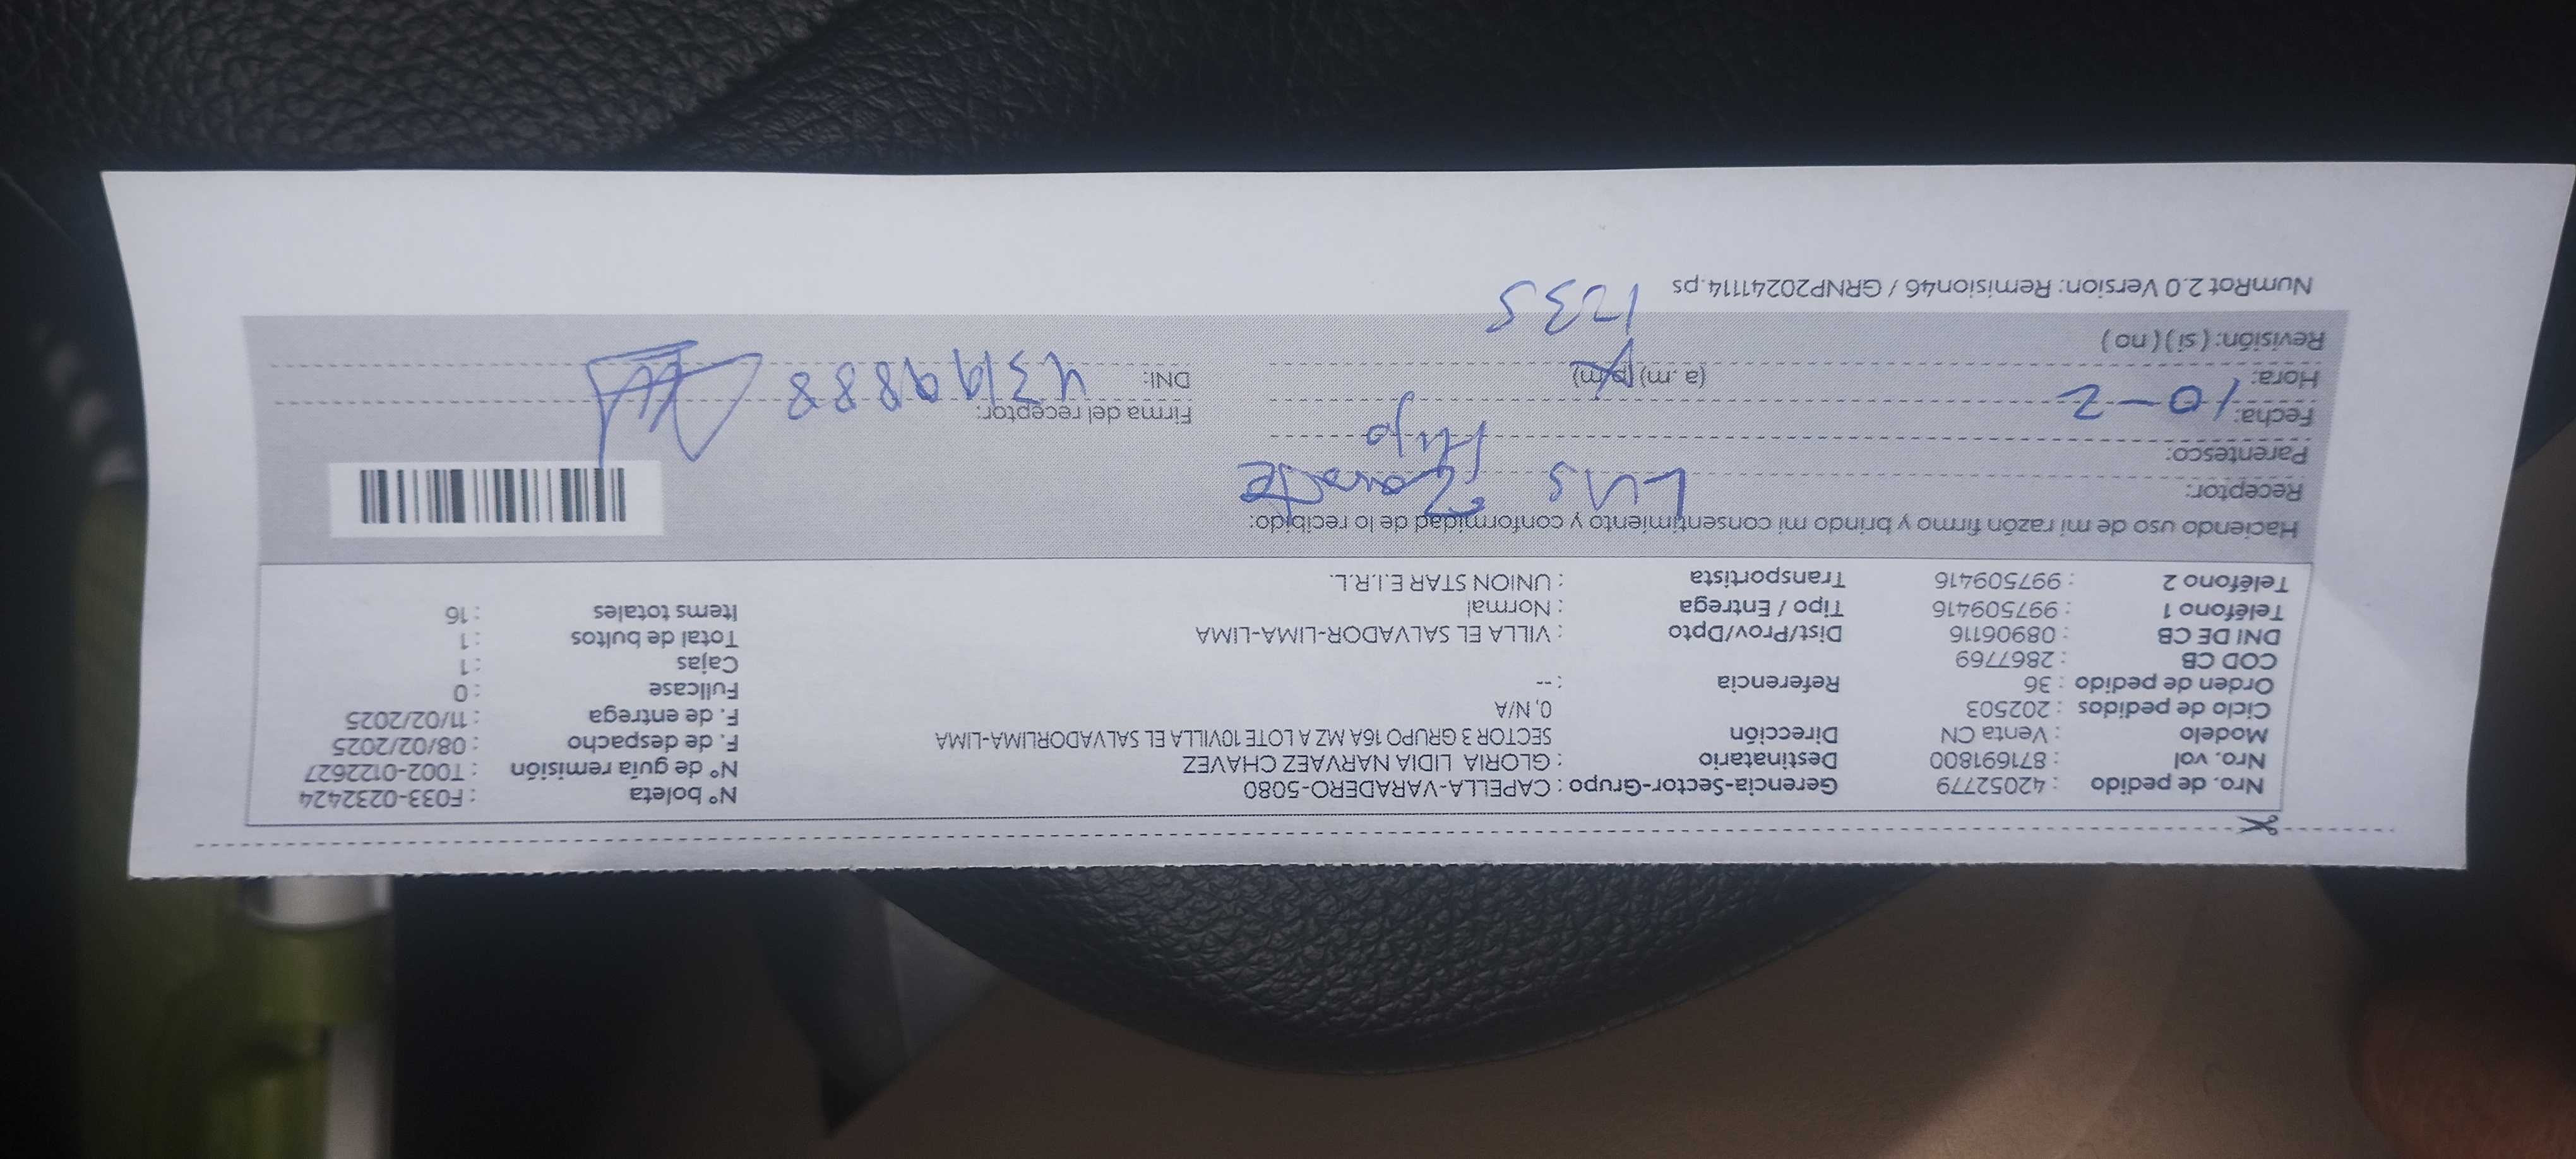 Nro. de pedido : 42052779 Gerencia-Sector-Grupo : CAPELLA-VARADERO-5080 N° boleta : F033-0232424
Nro. vol : 871691800 Destinatario : GLORIA LIDIA NARVAEZ CHAVEZ N° de guía remisión : T002-0122627
Modelo : Venta CN Dirección SECTOR 3 GRUPO 16A MZ A LOTE 10VILLA EL SALVADORLIMA-LIMA F. de despacho : 08/02/2025
Ciclo de pedidos : 202503 0, N/A F. de entrega : 11/02/2025
Orden de pedido : 36 Referencia : -- Fullcase : 0
COD CB : 2867769 Cajas : 1
DNI DE CB : 08906116 Dist/Prov/Dpto : VILLA EL SALVADOR-LIMA-LIMA Total de bultos : 1
Teléfono 1 : 997509416 Tipo / Entrega : Normal Items totales : 16
Teléfono 2 : 997509416 Transportista : UNION STAR E.I.R.L.
Haciendo uso de mi razón firmo y brindo mi consentimiento y conformidad de lo recibido:
Receptor: Luis
Parentesco: Hijo
Fecha: 10-2 Firma del receptor:
Hora: (a .m) (p.m) DNI: 43199888
Revisión: ( si ) ( no )
1235
NumRot 2.0 Version: Remision46 / GRNP20241114.ps